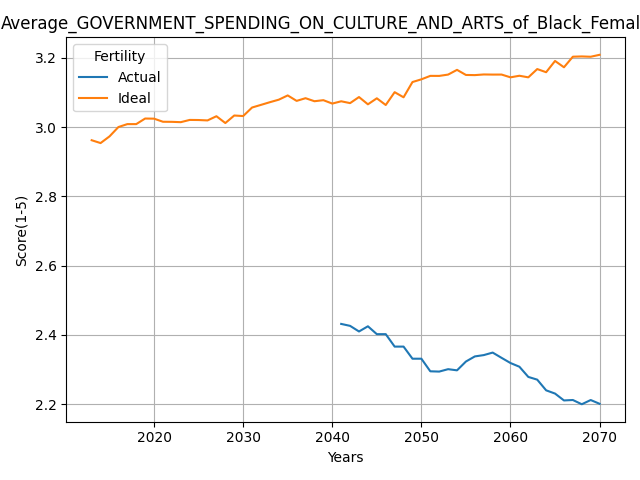 Average_GOVERNMENT_SPENDING_ON_CULTURE_AND_ARTS_of_Black_Femal
Fertility
Actual
Ideal
3.2
3.0
2.8
2.6
2.4
2.2
Score(1-5)
2020 2030 2040 2050 2060 2070
Years